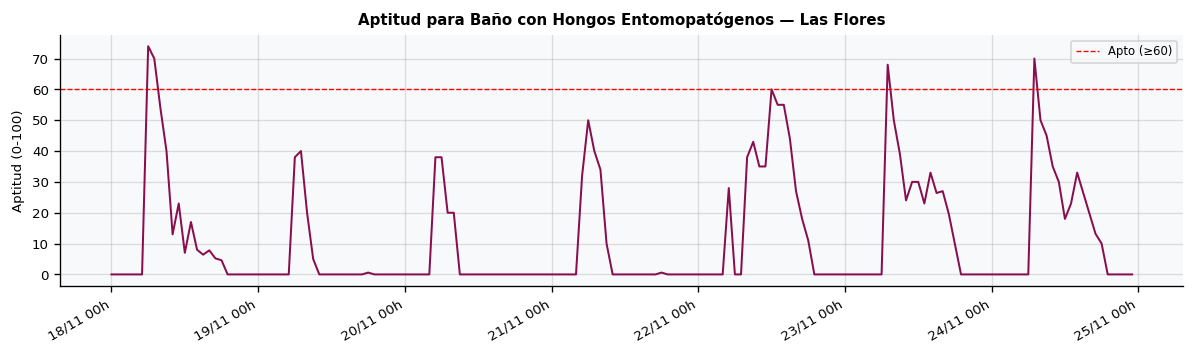 Aptitud para Baño con Hongos Entomopatógenos — Las Flores
Apto (≥60)
Aptitud (0-100)
70
60
50
40
30
20
10
0
18/11 00h
19/11 00h
20/11 00h
21/11 00h
22/11 00h
23/11 00h
24/11 00h
25/11 00h